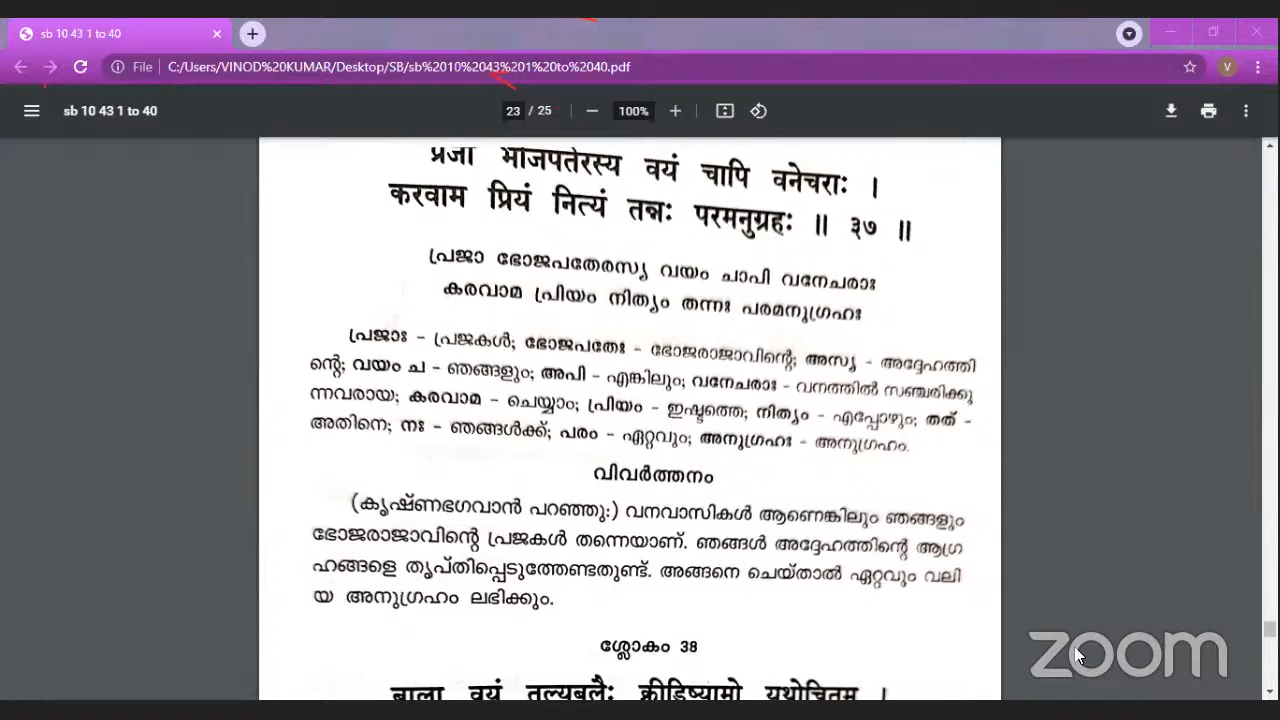 sb 10 43 1 to 40
File C:/Users/VINOD%20KUMAR/Desktop/SB/sb%2010%2043%201%20to%2040.pdf
V
sb 10 43 1 to 40
23 / 25
100%
प्रजा भोजपतेरस्य वयं चापि वनेचराः ।
करवाम प्रियं नित्यं तन्नः परमनुग्रहः ॥ ३७ ॥
പ്രജാ ഭോജപതേരസ്യ വയം ചാപി വനേചരാഃ
കരവാമ പ്രിയം നിത്യം തന്നഃ പരമനുഗ്രഹഃ
പ്രജാഃ - പ്രജകൾ; ഭോജപതേഃ - ഭോജരാജാവിന്റെ; അസ്യ - അദ്ദേഹത്തി
ന്റെ; വയം ച - ഞങ്ങളും; അപി - എങ്കിലും; വനേചരാഃ - വനത്തിൽ സഞ്ചരിക്കു
ന്നവരായ; കരവാമ - ചെയ്യാം; പ്രിയം - ഇഷ്ടത്തെ; നിത്യം - എപ്പോഴും; തത് -
അതിനെ; നഃ - ഞങ്ങൾക്ക്; പരം - ഏറ്റവും; അനുഗ്രഹഃ - അനുഗ്രഹം.
വിവർത്തനം
(കൃഷ്ണഭഗവാൻ പറഞ്ഞു:) വനവാസികൾ ആണെങ്കിലും ഞങ്ങളും
ഭോജരാജാവിന്റെ പ്രജകൾ തന്നെയാണ്. ഞങ്ങൾ അദ്ദേഹത്തിന്റെ ആഗ്ര
ഹങ്ങളെ തൃപ്തിപ്പെടുത്തേണ്ടതുണ്ട്. അങ്ങനെ ചെയ്താൽ ഏറ്റവും വലി
യ അനുഗ്രഹം ലഭിക്കും.
ശ്ലോകം 38
बाला वयं तुल्यबलैः क्रीडिष्यामो यथोचितम् ।
zoom